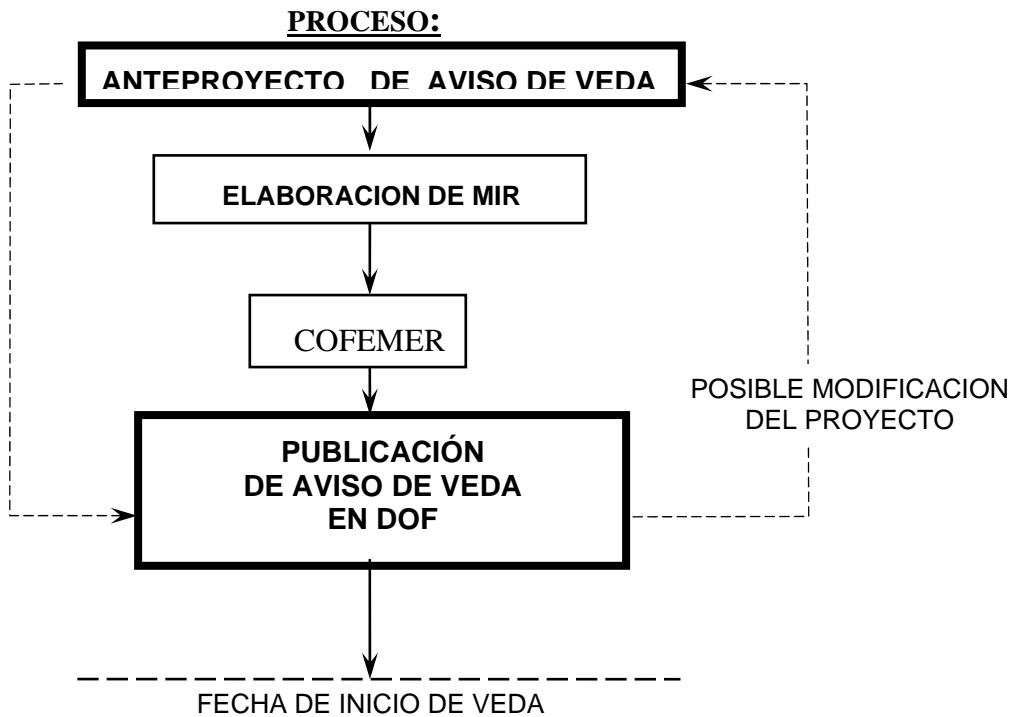 PROCESO:
ANTEPROYECTO DE AVISO DE VEDA
ELABORACION DE MIR
COFEMER
POSIBLE MODIFICACION
DEL PROYECTO
PUBLICACIÓN
DE AVISO DE VEDA
EN DOF
FECHA DE INICIO DE VEDA